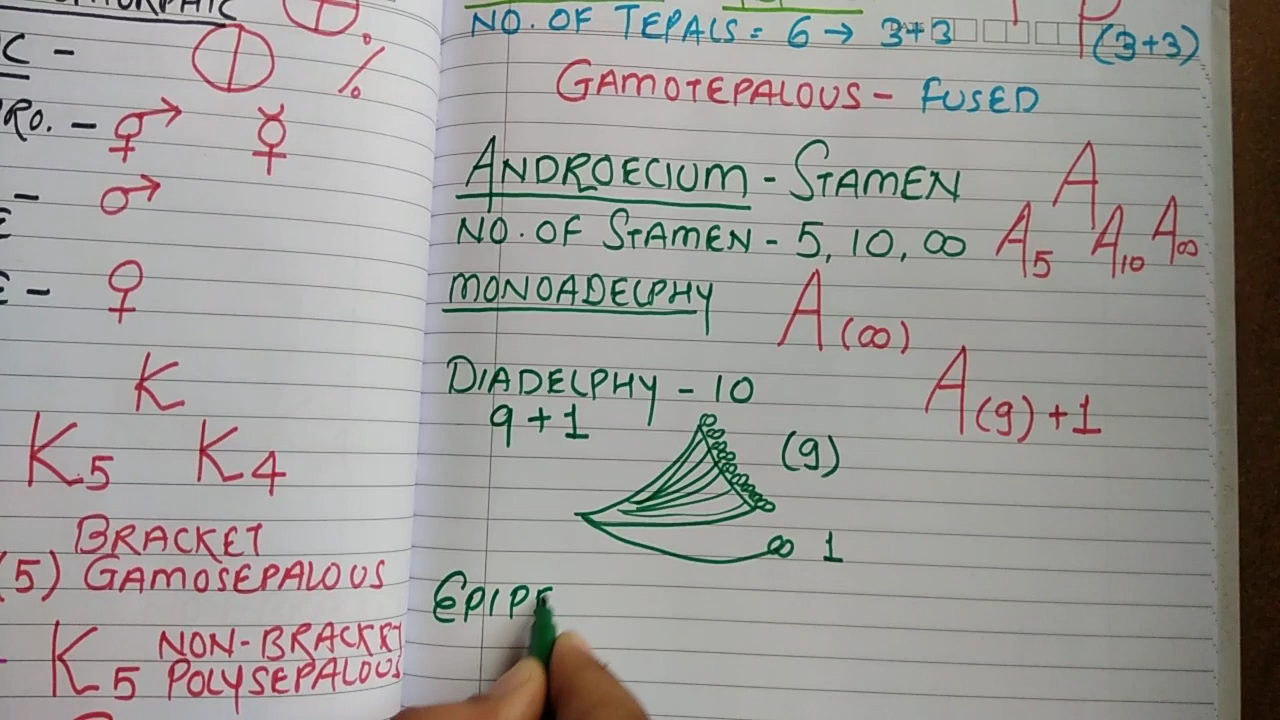 C -
RO. - ⚥ ☿
- ♂
E - ♀
K
K5 K4
BRACKET
(5) GAMOSEPALOUS
K5 NON-BRACKET
POLYSEPALOUS
NO. OF TEPALS = 6 → 3+3 P(3+3)
GAMOTEPALOUS - FUSED
ANDROECIUM - STAMEN A
NO. OF STAMEN - 5, 10, ∞ A5 A10 A∞
MONOADELPHY A(∞)
DIADELPHY - 10 A(9)+1
9+1
(9)
1
EPIP